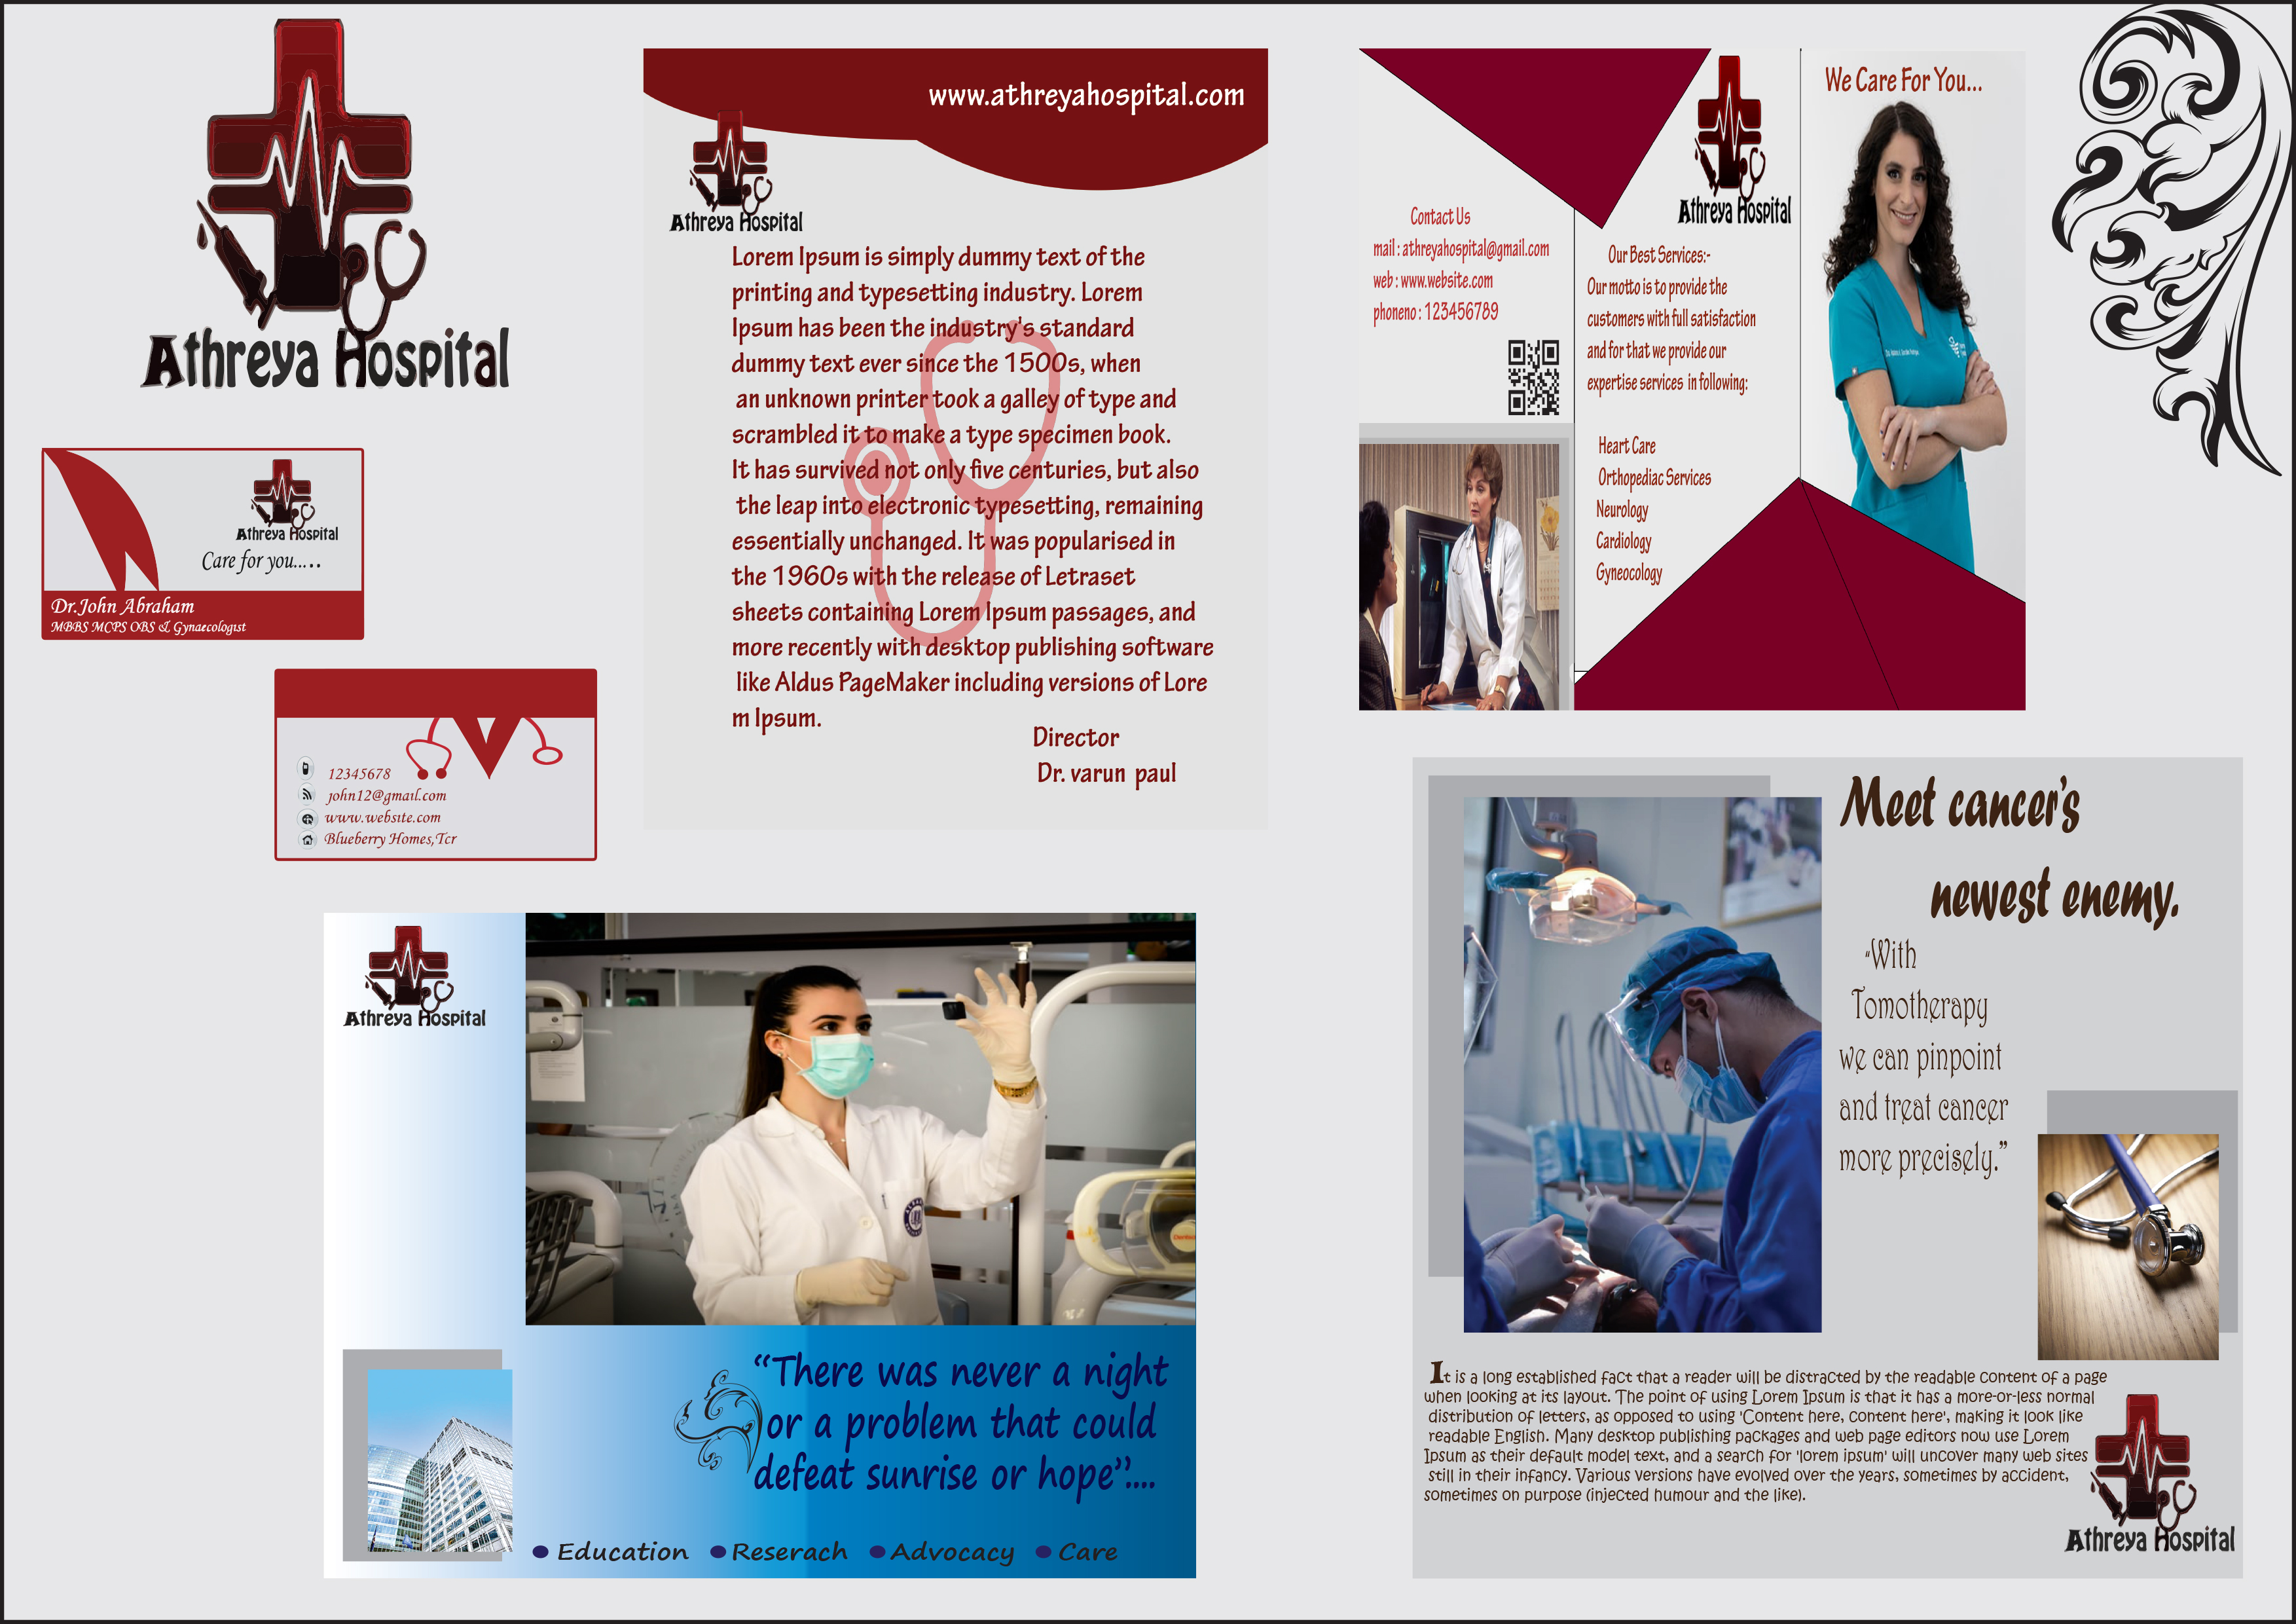 Athreya Hospital
Athreya Hospital
Care for you.....
Dr.John Abraham
MBBS MCPS OBS & Gynaecologist
12345678
john12@gmail.com
www.website.com
Blueberry Homes,Tcr
www.athreyahospital.com
Athreya Hospital
Lorem Ipsum is simply dummy text of the
printing and typesetting industry. Lorem
Ipsum has been the industry's standard
dummy text ever since the 1500s, when
an unknown printer took a galley of type and
scrambled it to make a type specimen book.
It has survived not only five centuries, but also
the leap into electronic typesetting, remaining
essentially unchanged. It was popularised in
the 1960s with the release of Letraset
sheets containing Lorem Ipsum passages, and
more recently with desktop publishing software
like Aldus PageMaker including versions of Lore
m Ipsum.
Director
Dr. varun paul
Contact Us
mail : athreyahospital@gmail.com
web : www.website.com
phoneno : 123456789
Athreya Hospital
Our Best Services:-
Our motto is to provide the
customers with full satisfaction
and for that we provide our
expertise services in following:
Heart Care
Orthopediac Services
Neurology
Cardiology
Gyneocology
We Care For You...
Athreya Hospital
"There was never a night
or a problem that could
defeat sunrise or hope"....
Education Reserach Advocacy Care
Meet cancer's
newest enemy.
"With
Tomotherapy
we can pinpoint
and treat cancer
more precisely."
It is a long established fact that a reader will be distracted by the readable content of a page
when looking at its layout. The point of using Lorem Ipsum is that it has a more-or-less normal
distribution of letters, as opposed to using 'Content here, content here', making it look like
readable English. Many desktop publishing packages and web page editors now use Lorem
Ipsum as their default model text, and a search for 'lorem ipsum' will uncover many web sites
still in their infancy. Various versions have evolved over the years, sometimes by accident,
sometimes on purpose (injected humour and the like).
Athreya Hospital